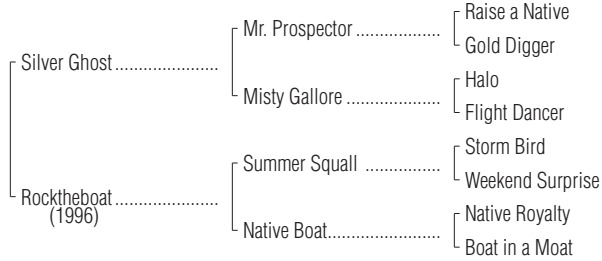 Raise a Native
Mr. Prospector ...................
Gold Digger
Silver Ghost .......................
Halo
Misty Gallore .....................
Flight Dancer
Storm Bird
Summer Squall .................
Weekend Surprise
Rocktheboat .......................
(1996)
Native Royalty
Native Boat.........................
Boat in a Moat